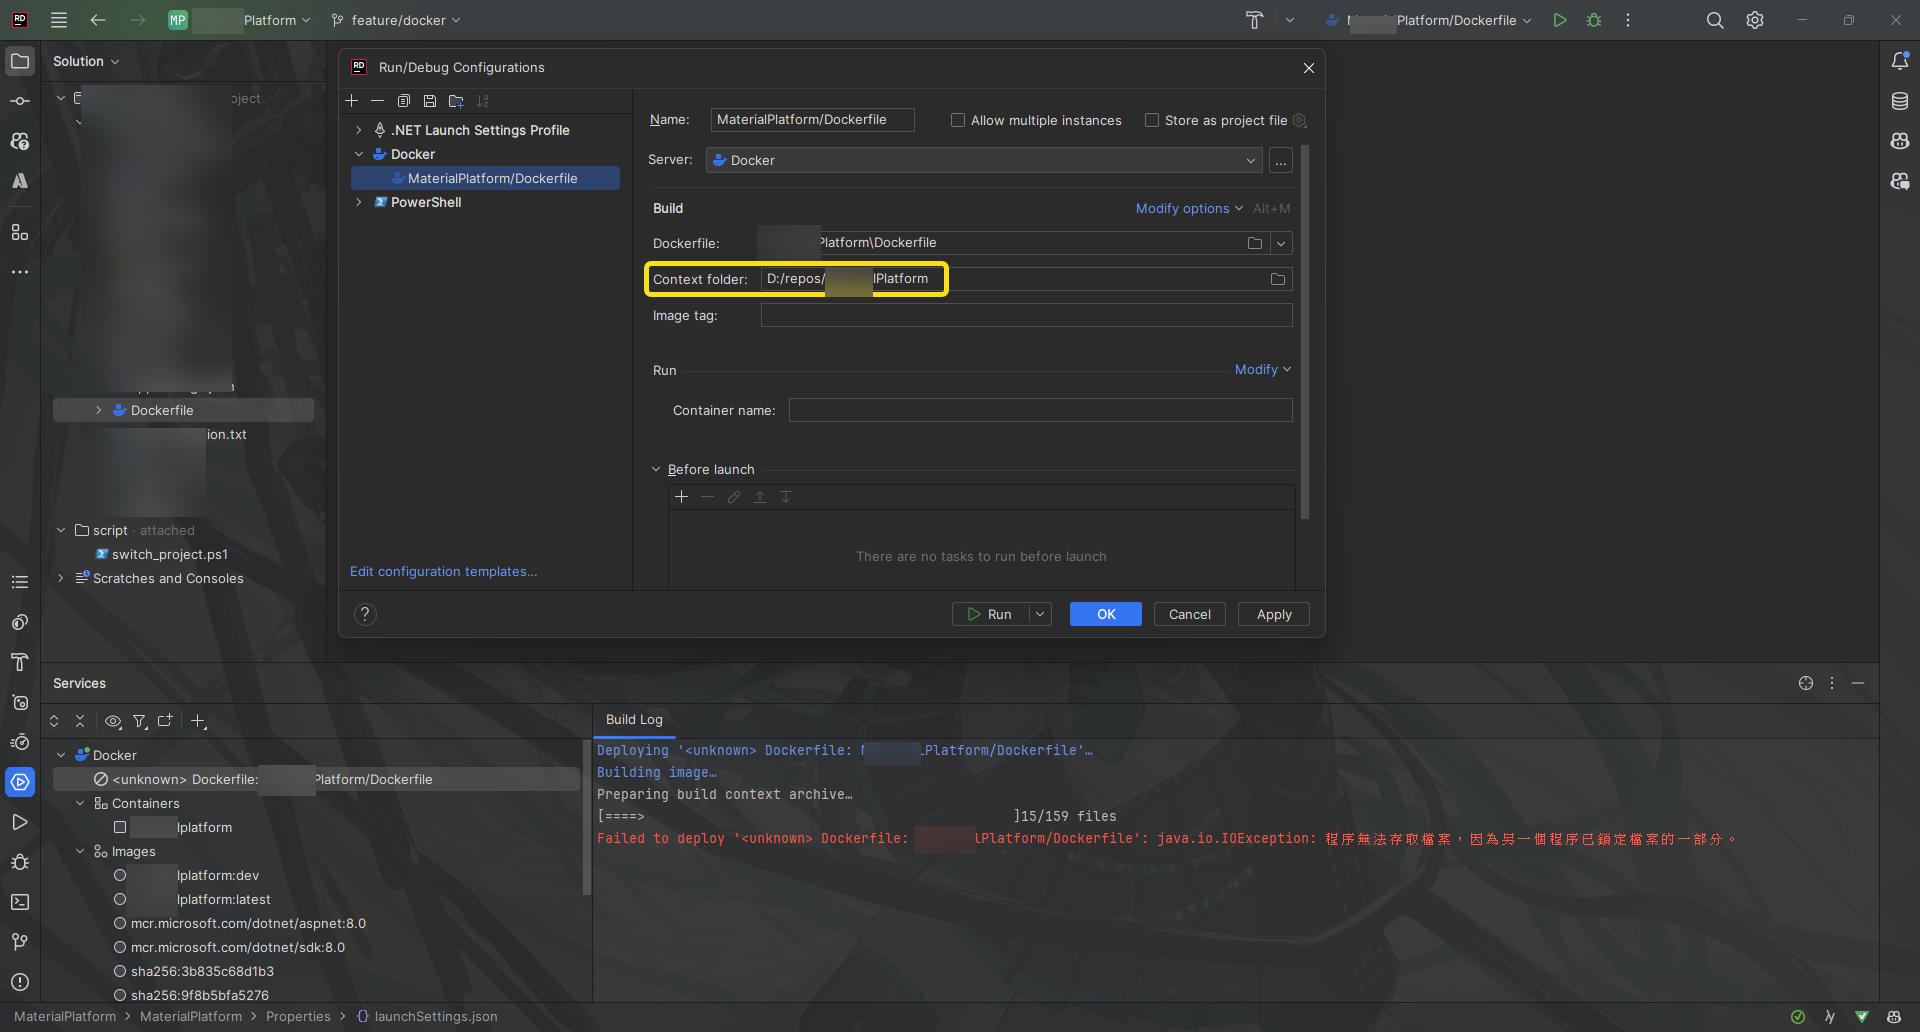 RD
MP
Platform
feature/docker
Platform/Dockerfile
Solution
oject
Dockerfile
ion.txt
script · attached
switch_project.ps1
Scratches and Consoles
RD Run/Debug Configurations
.NET Launch Settings Profile
Docker
MaterialPlatform/Dockerfile
PowerShell
Edit configuration templates...
Name:
MaterialPlatform/Dockerfile
Allow multiple instances
Store as project file
Server:
Docker
...
Build
Modify options
Alt+M
Dockerfile:
Platform\Dockerfile
Context folder:
D:/repos/
lPlatform
Image tag:
Run
Modify
Container name:
Before launch
There are no tasks to run before launch
?
Run
OK
Cancel
Apply
Services
Docker
<unknown> Dockerfile:
Platform/Dockerfile
Containers
lplatform
Images
lplatform:dev
lplatform:latest
mcr.microsoft.com/dotnet/aspnet:8.0
mcr.microsoft.com/dotnet/sdk:8.0
sha256:3b835c68d1b3
sha256:9f8b5bfa5276
Build Log
Deploying '<unknown> Dockerfile:
lPlatform/Dockerfile'…
Building image…
Preparing build context archive…
[====> ]15/159 files
Failed to deploy '<unknown> Dockerfile:
lPlatform/Dockerfile': java.io.IOException: 程序無法存取檔案，因為另一個程序已鎖定檔案的一部分。
MaterialPlatform > MaterialPlatform > Properties > {} launchSettings.json